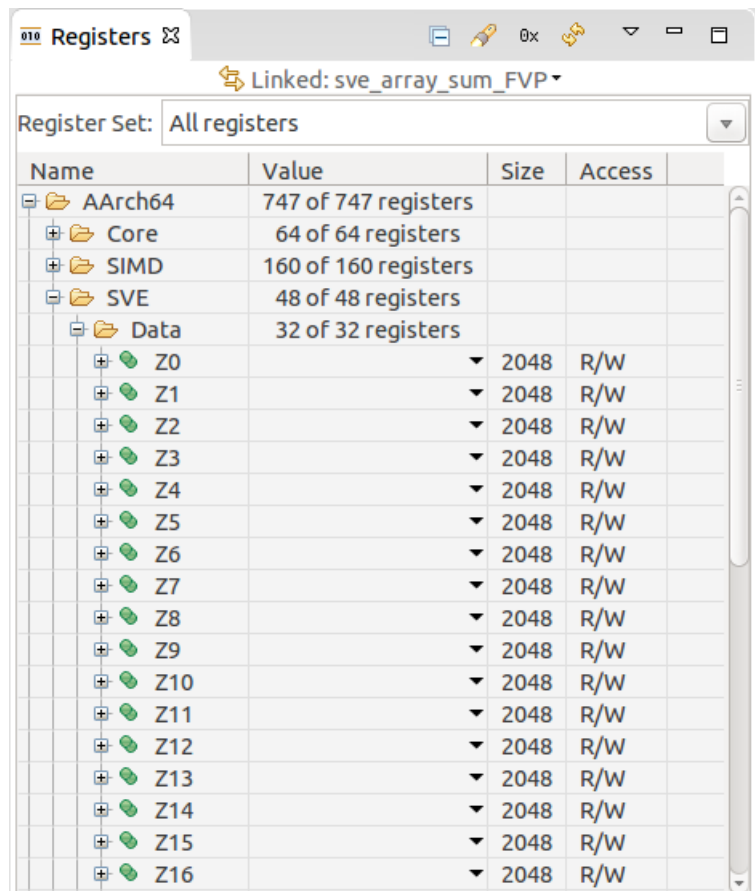 010 Registers
0x
Linked: sve_array_sum_FVP
Register Set: All registers
Name Value Size Access
AArch64 747 of 747 registers
Core 64 of 64 registers
SIMD 160 of 160 registers
SVE 48 of 48 registers
Data 32 of 32 registers
Z0 2048 R/W
Z1 2048 R/W
Z2 2048 R/W
Z3 2048 R/W
Z4 2048 R/W
Z5 2048 R/W
Z6 2048 R/W
Z7 2048 R/W
Z8 2048 R/W
Z9 2048 R/W
Z10 2048 R/W
Z11 2048 R/W
Z12 2048 R/W
Z13 2048 R/W
Z14 2048 R/W
Z15 2048 R/W
Z16 2048 R/W